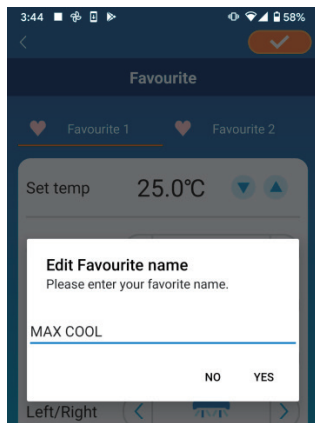 3:44
58%
Favourite
Favourite 1
Favourite 2
Set temp
25.0℃
Edit Favourite name
Please enter your favorite name.
MAX COOL
NO
YES
Left/Right